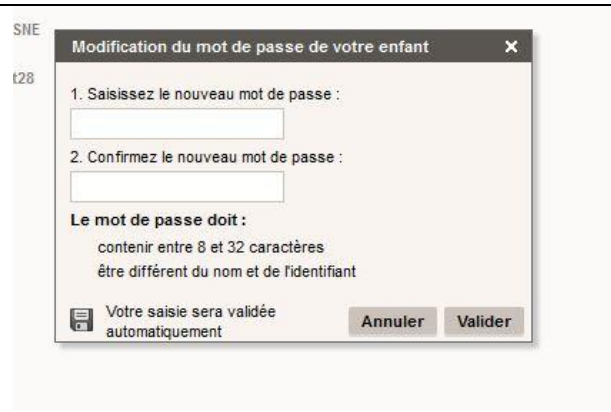 SNE
Modification du mot de passe de votre enfant
t28
1. Saisissez le nouveau mot de passe :
2. Confirmez le nouveau mot de passe :
Le mot de passe doit :
contenir entre 8 et 32 caractères
être différent du nom et de l'identifiant
Votre saisie sera validée
automatiquement
Annuler Valider